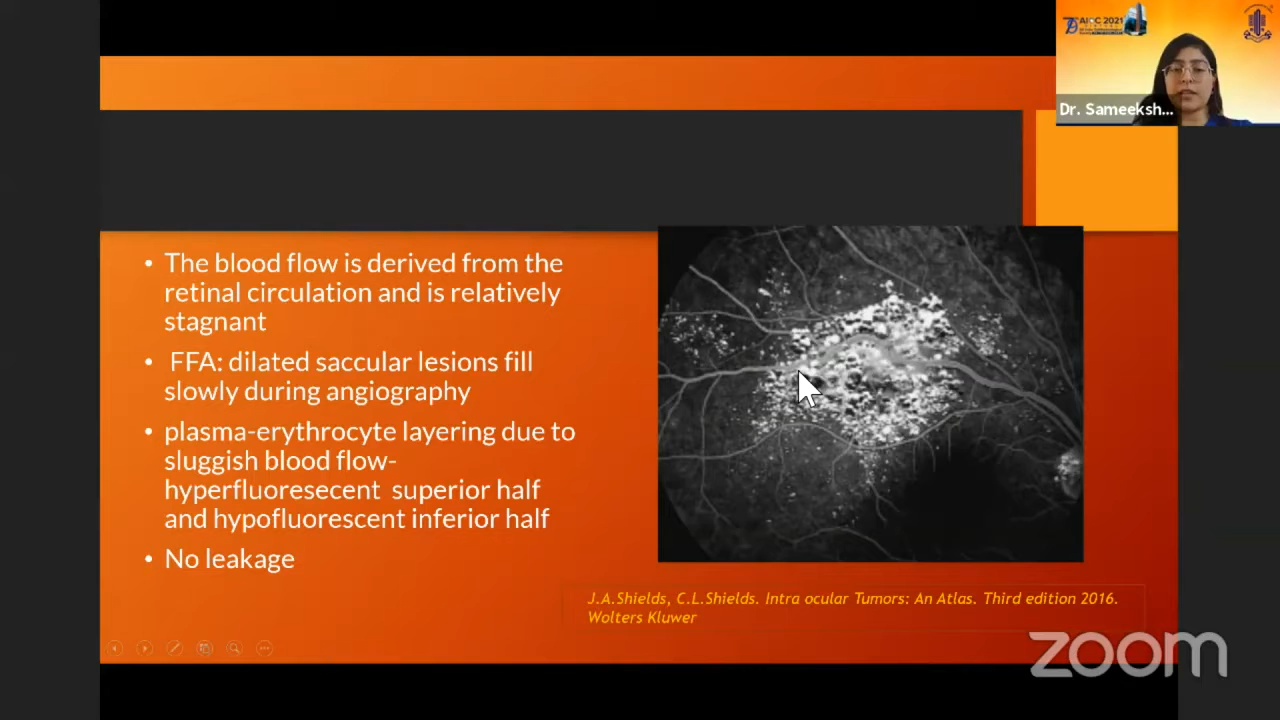 AIOC 2021
Dr. Sameeksh...
• The blood flow is derived from the
retinal circulation and is relatively
stagnant
• FFA: dilated saccular lesions fill
slowly during angiography
• plasma-erythrocyte layering due to
sluggish blood flow-
hyperfluoresecent superior half
and hypofluorescent inferior half
• No leakage
J.A.Shields, C.L.Shields. Intra ocular Tumors: An Atlas. Third edition 2016.
Wolters Kluwer
zoom